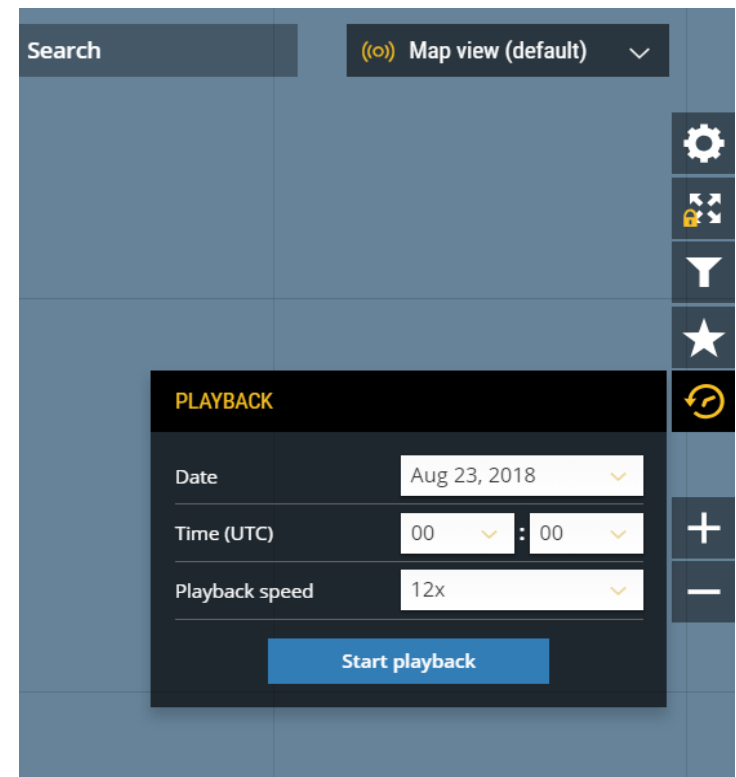 Search
((o)) Map view (default)
PLAYBACK
Date Aug 23, 2018
Time (UTC) 00 : 00
Playback speed 12x
Start playback